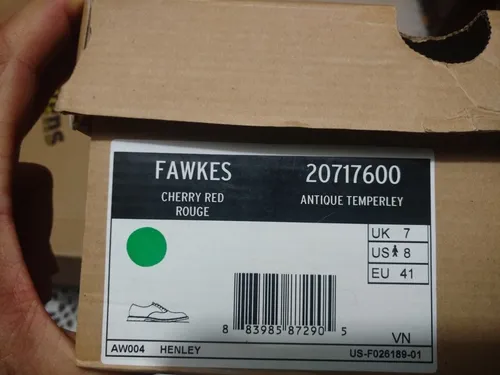 FAWKES 20717600
CHERRY RED ANTIQUE TEMPERLEY
ROUGE
UK 7
US 8
EU 41
8 83985 87290 5
VN
AW004 HENLEY US-F026189-01